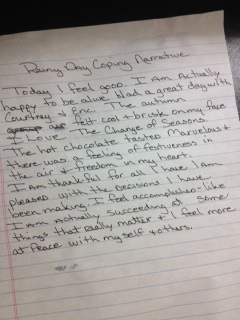 Rainy Day Coping Narrative
Today I feel good. I Am Actually
happy to be alive. Had a great day with
Courtney & Eric. The autumn
air felt cool + brisk on my face
I Love The Change of Seasons.
the hot chocolate tasted Marvelous &
there was a feeling of festiveness in
the air & freedom in my heart.
I am thankful for all I have. I Am
pleased with the decisions I have
been making. I feel accomplished-like
I am actually succeeding at some
things that really matter & I feel more
at Peace with my self & others.